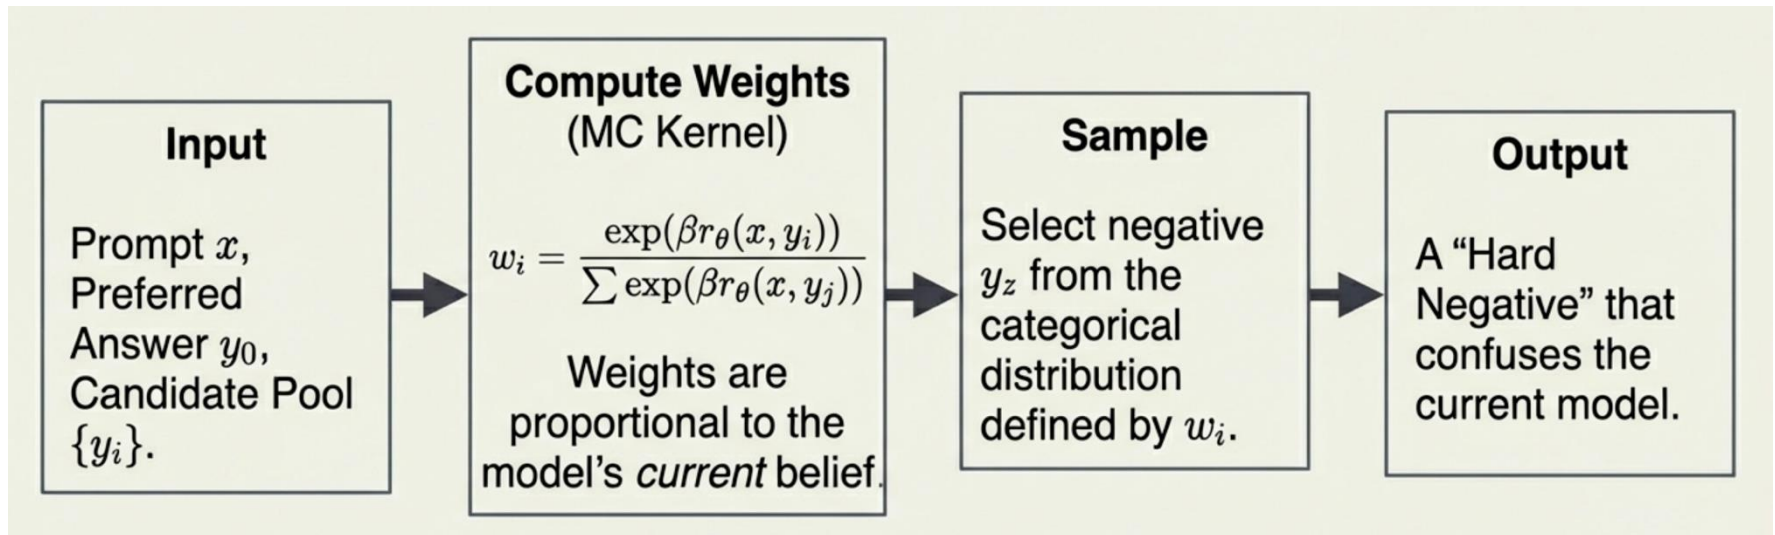 Input
Prompt x,
Preferred
Answer y₀,
Candidate Pool
{yᵢ}.
Compute Weights
(MC Kernel)
wᵢ = exp(βr_θ(x, yᵢ)) / ∑ exp(βr_θ(x, yⱼ))
Weights are
proportional to the
model’s current belief.
Sample
Select negative
y_z from the
categorical
distribution
defined by wᵢ.
Output
A “Hard
Negative” that
confuses the
current model.